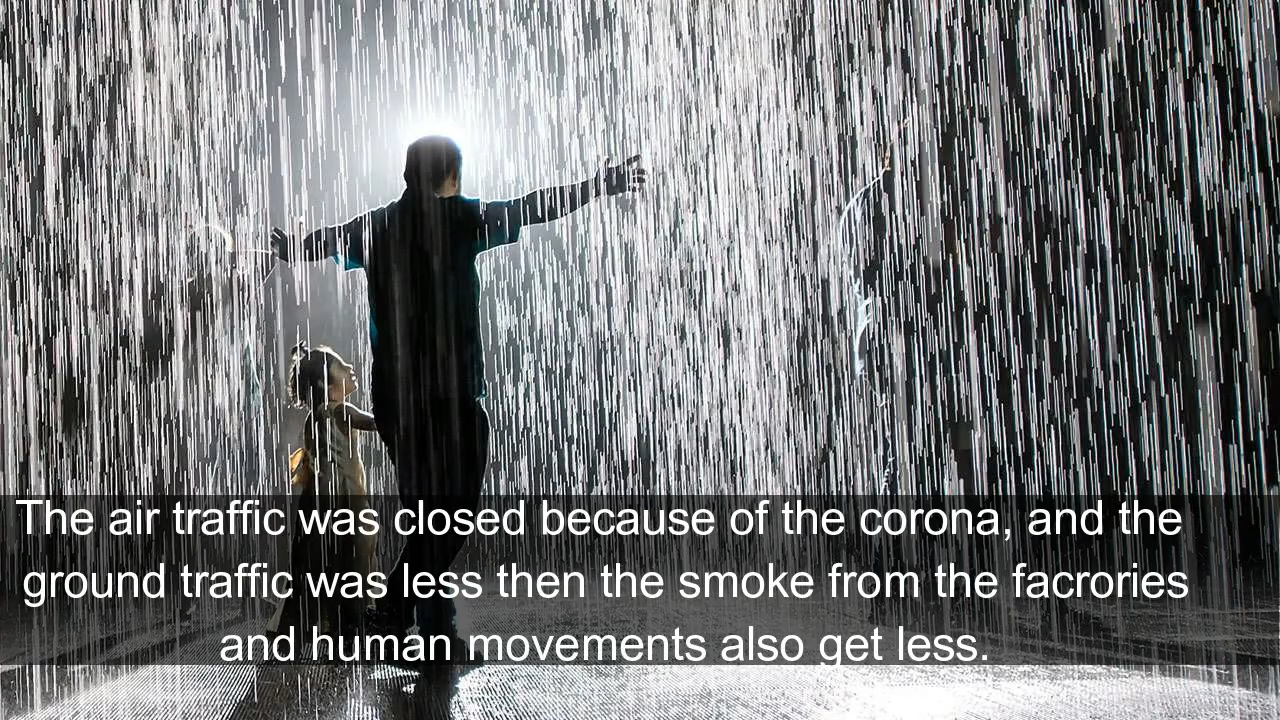 The air traffic was closed because of the corona, and the
ground traffic was less then the smoke from the facrories
and human movements also get less.